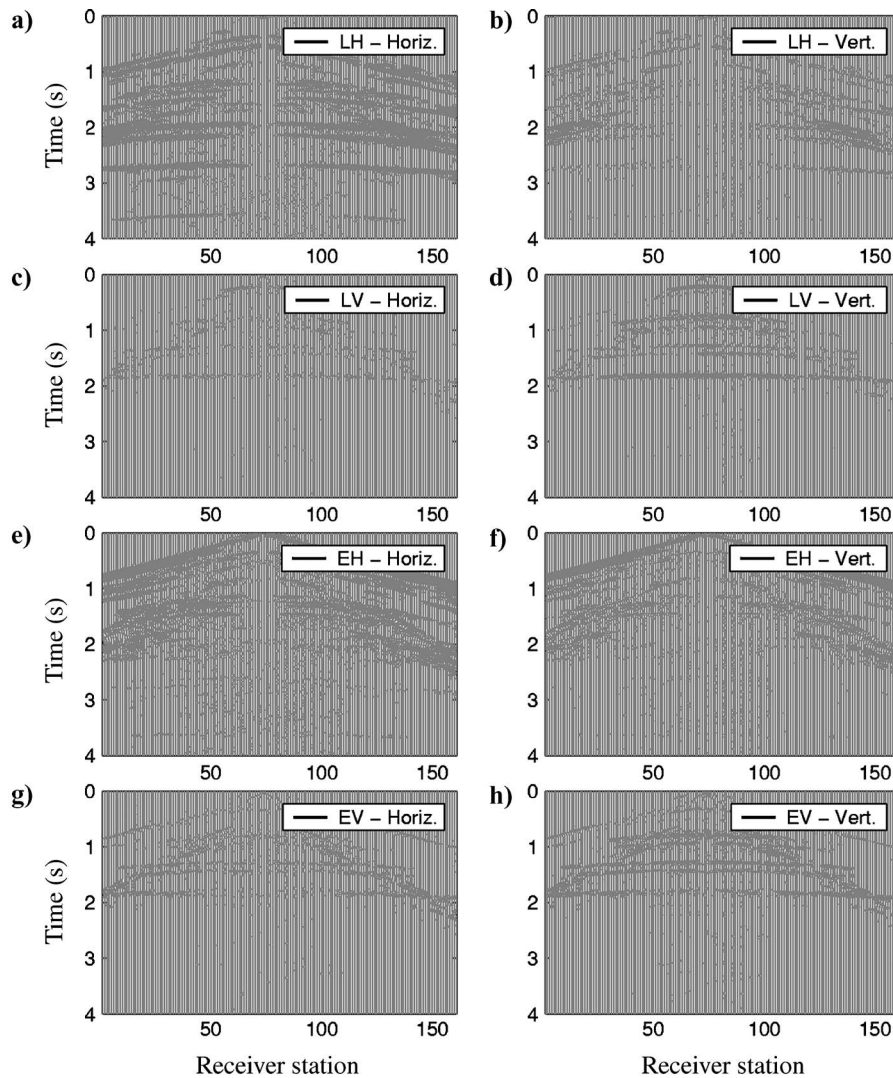 a)
0
1
2
3
4
Time (s)
LH – Horiz.
50
100
150
b)
0
1
2
3
4
LH – Vert.
50
100
150
c)
0
1
2
3
4
Time (s)
LV – Horiz.
50
100
150
d)
0
1
2
3
4
LV – Vert.
50
100
150
e)
0
1
2
3
4
Time (s)
EH – Horiz.
50
100
150
f)
0
1
2
3
4
EH – Vert.
50
100
150
g)
0
1
2
3
4
Time (s)
EV – Horiz.
50
100
150
Receiver station
h)
0
1
2
3
4
EV – Vert.
50
100
150
Receiver station